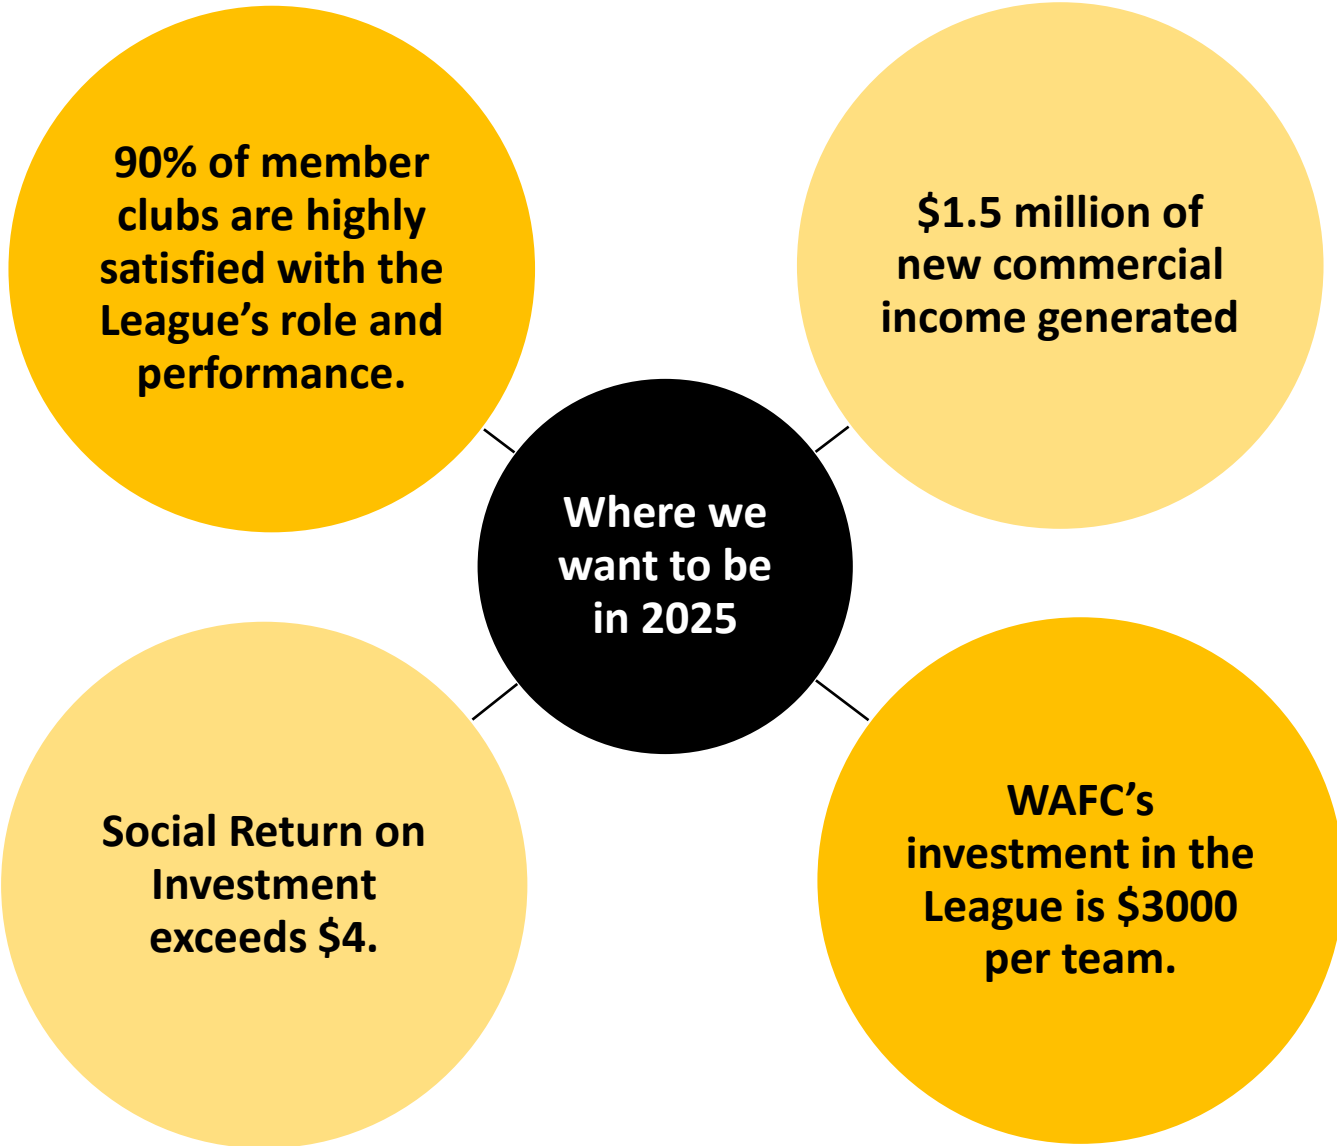 90% of member
clubs are highly
satisfied with the
League’s role and
performance.
$1.5 million of
new commercial
income generated
Where we
want to be
in 2025
Social Return on
Investment
exceeds $4.
WAFC’s
investment in the
League is $3000
per team.